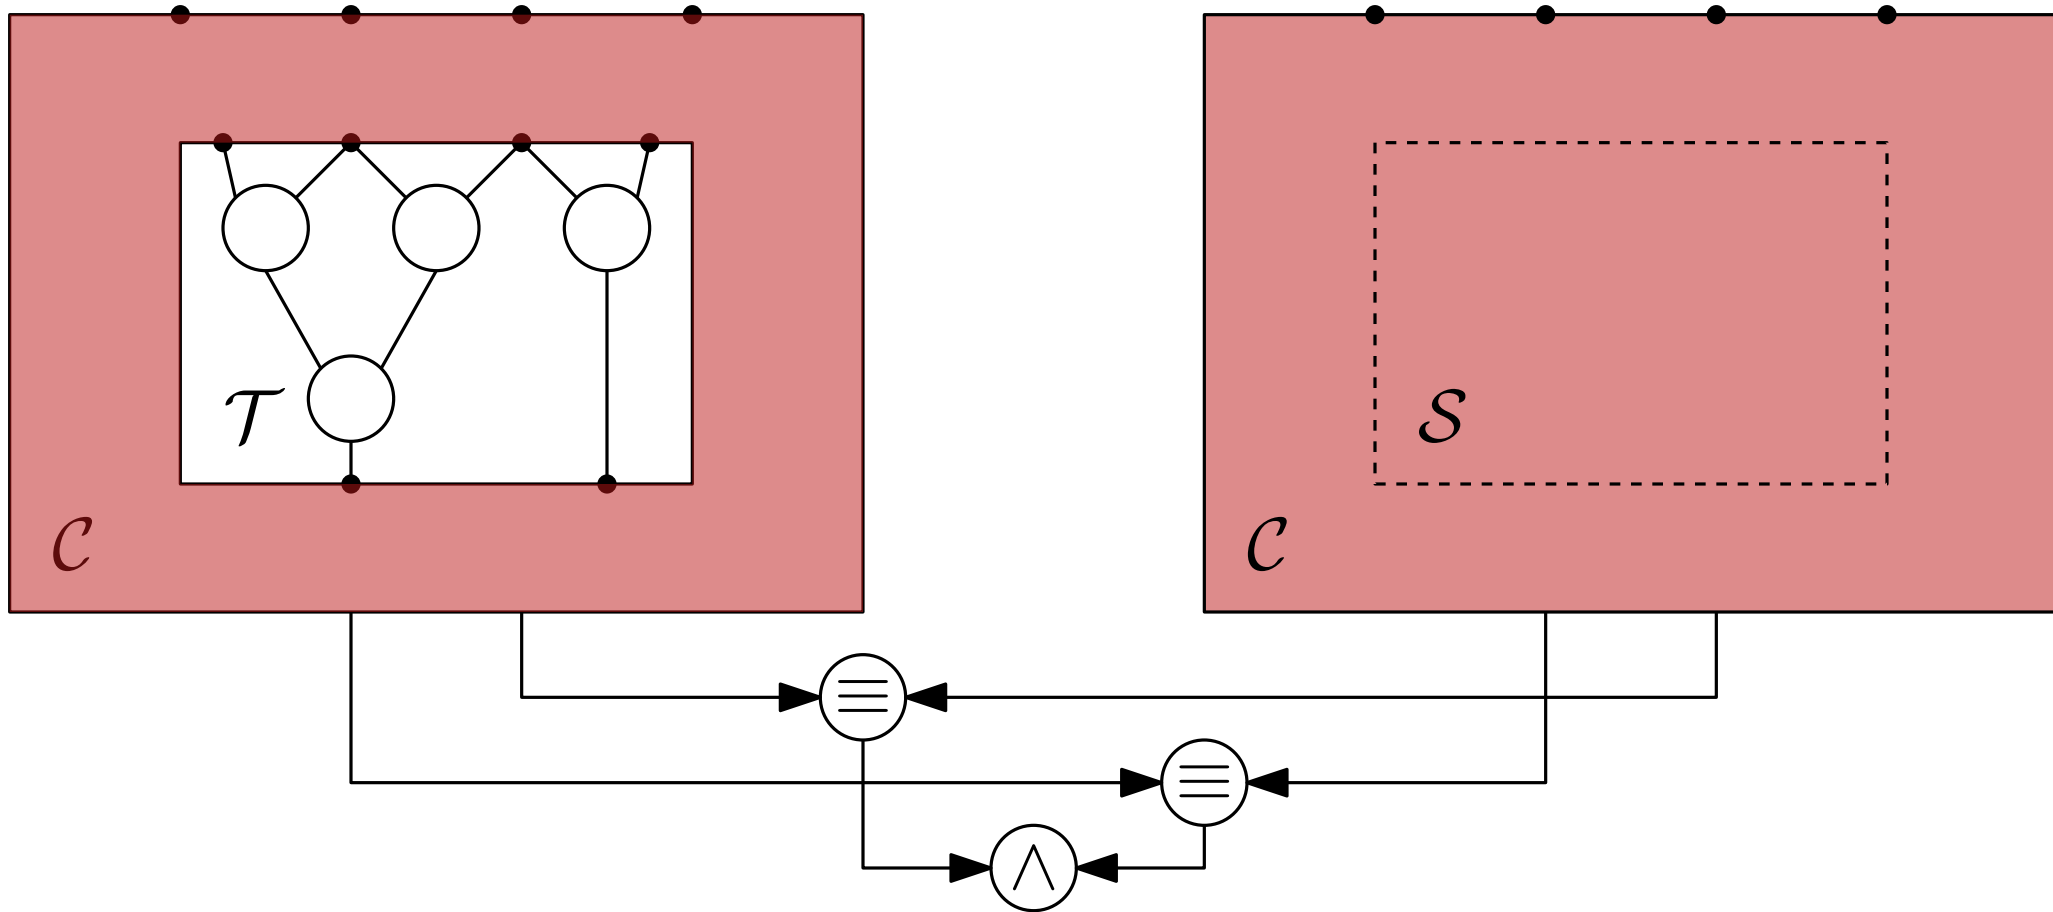 𝒯
𝒮
𝒞
𝒞
≡
≡
∧